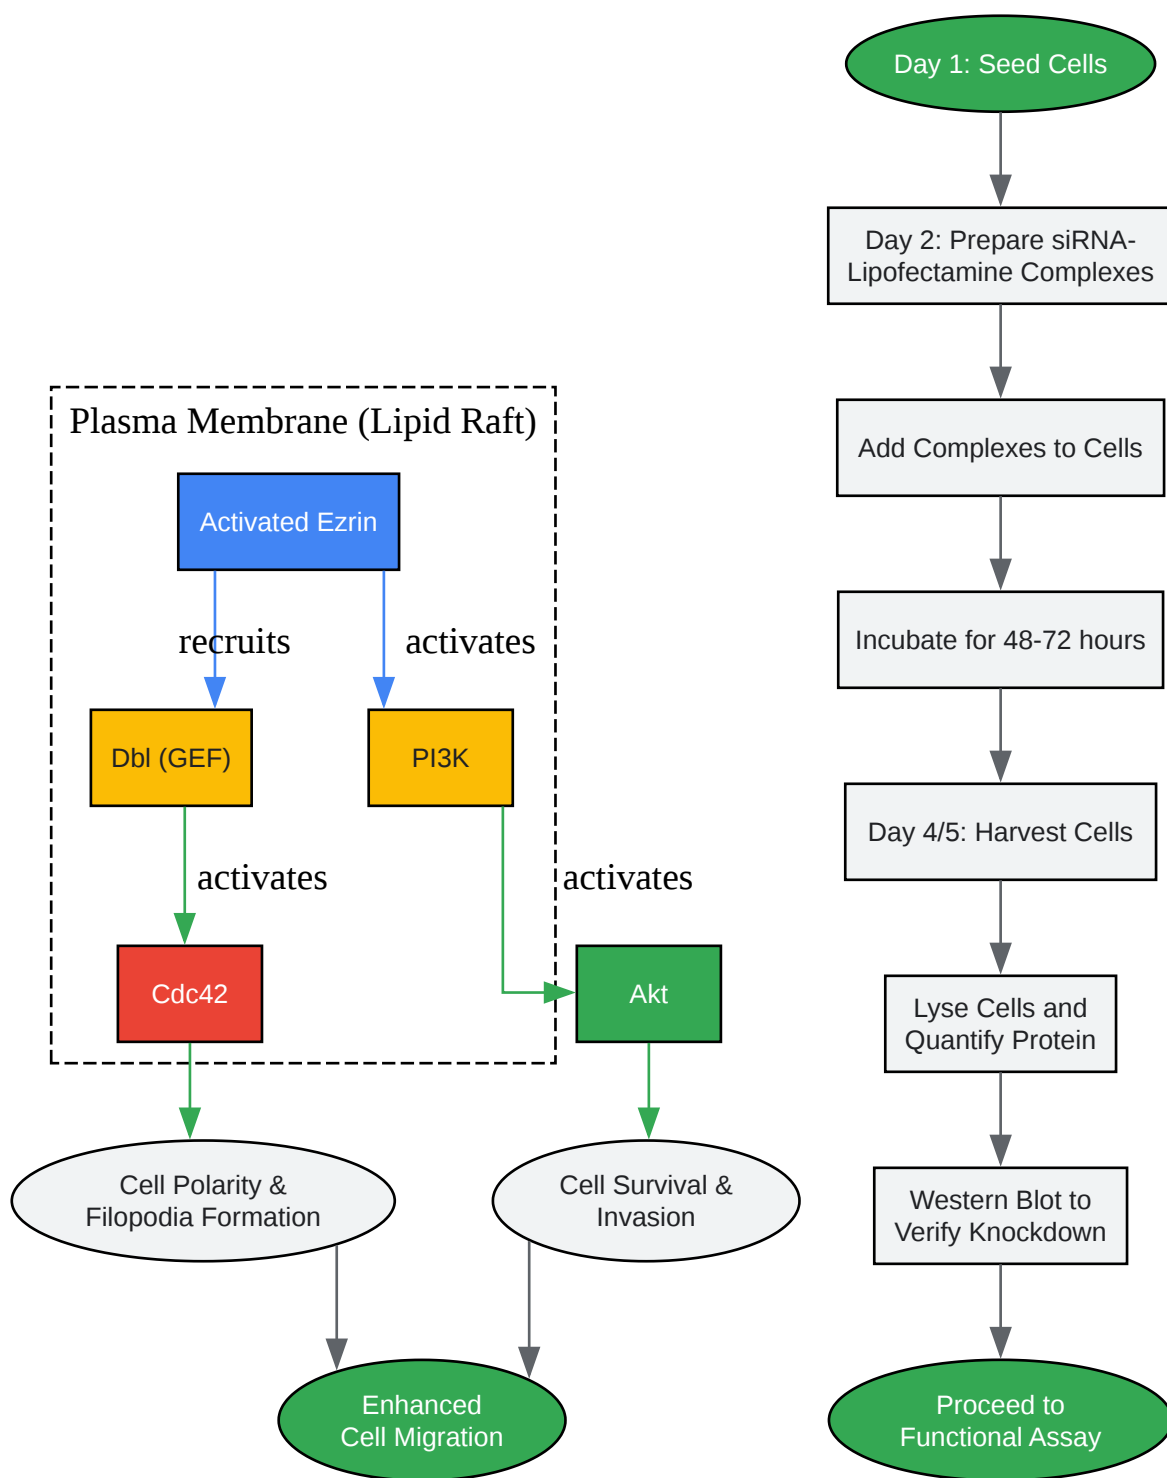 Plasma Membrane (Lipid Raft)
Activated Ezrin
recruits
activates
Dbl (GEF)
PI3K
activates
activates
Cdc42
Akt
Cell Polarity &
Filopodia Formation
Cell Survival &
Invasion
Enhanced
Cell Migration
Day 1: Seed Cells
Day 2: Prepare siRNA-
Lipofectamine Complexes
Add Complexes to Cells
Incubate for 48-72 hours
Day 4/5: Harvest Cells
Lyse Cells and
Quantify Protein
Western Blot to
Verify Knockdown
Proceed to
Functional Assay